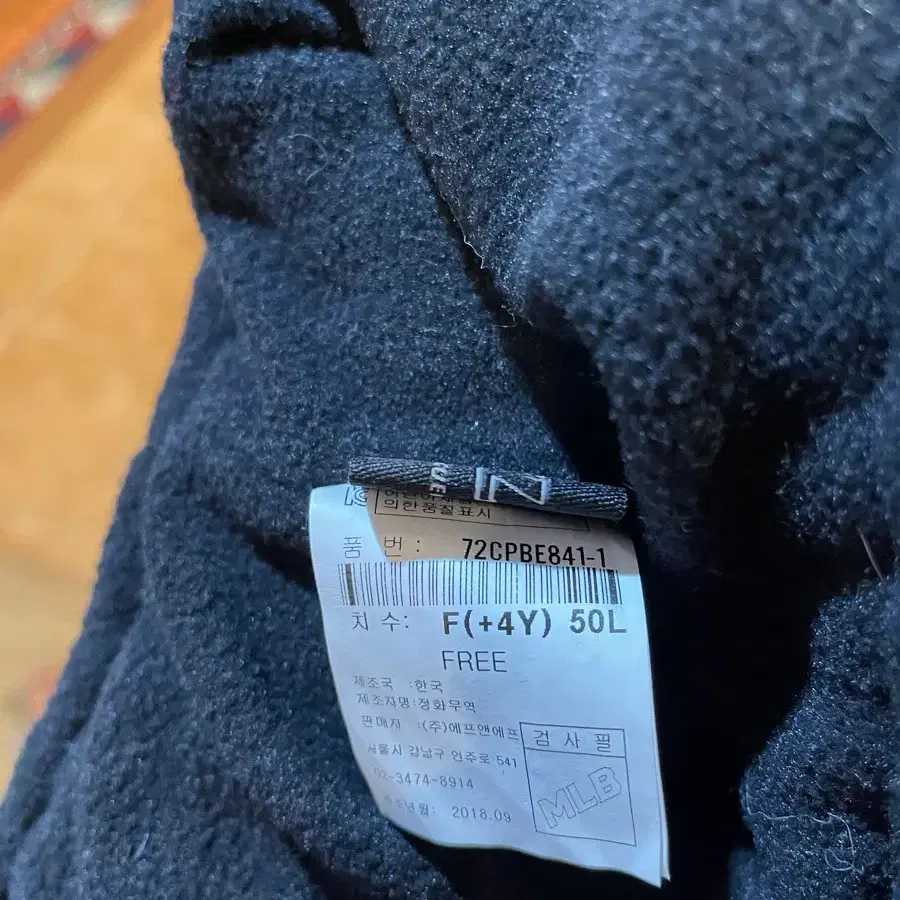 의한품질표시
품 번 : 72CPBE841-1
치 수: F(+4Y) 50L
FREE
제조국 :한국
제조자명:정화무역
판매자 :(주)에프앤에프
서울시 강남구 언주로 541
02-3474-8914
2018.09
검 사 필
MLB